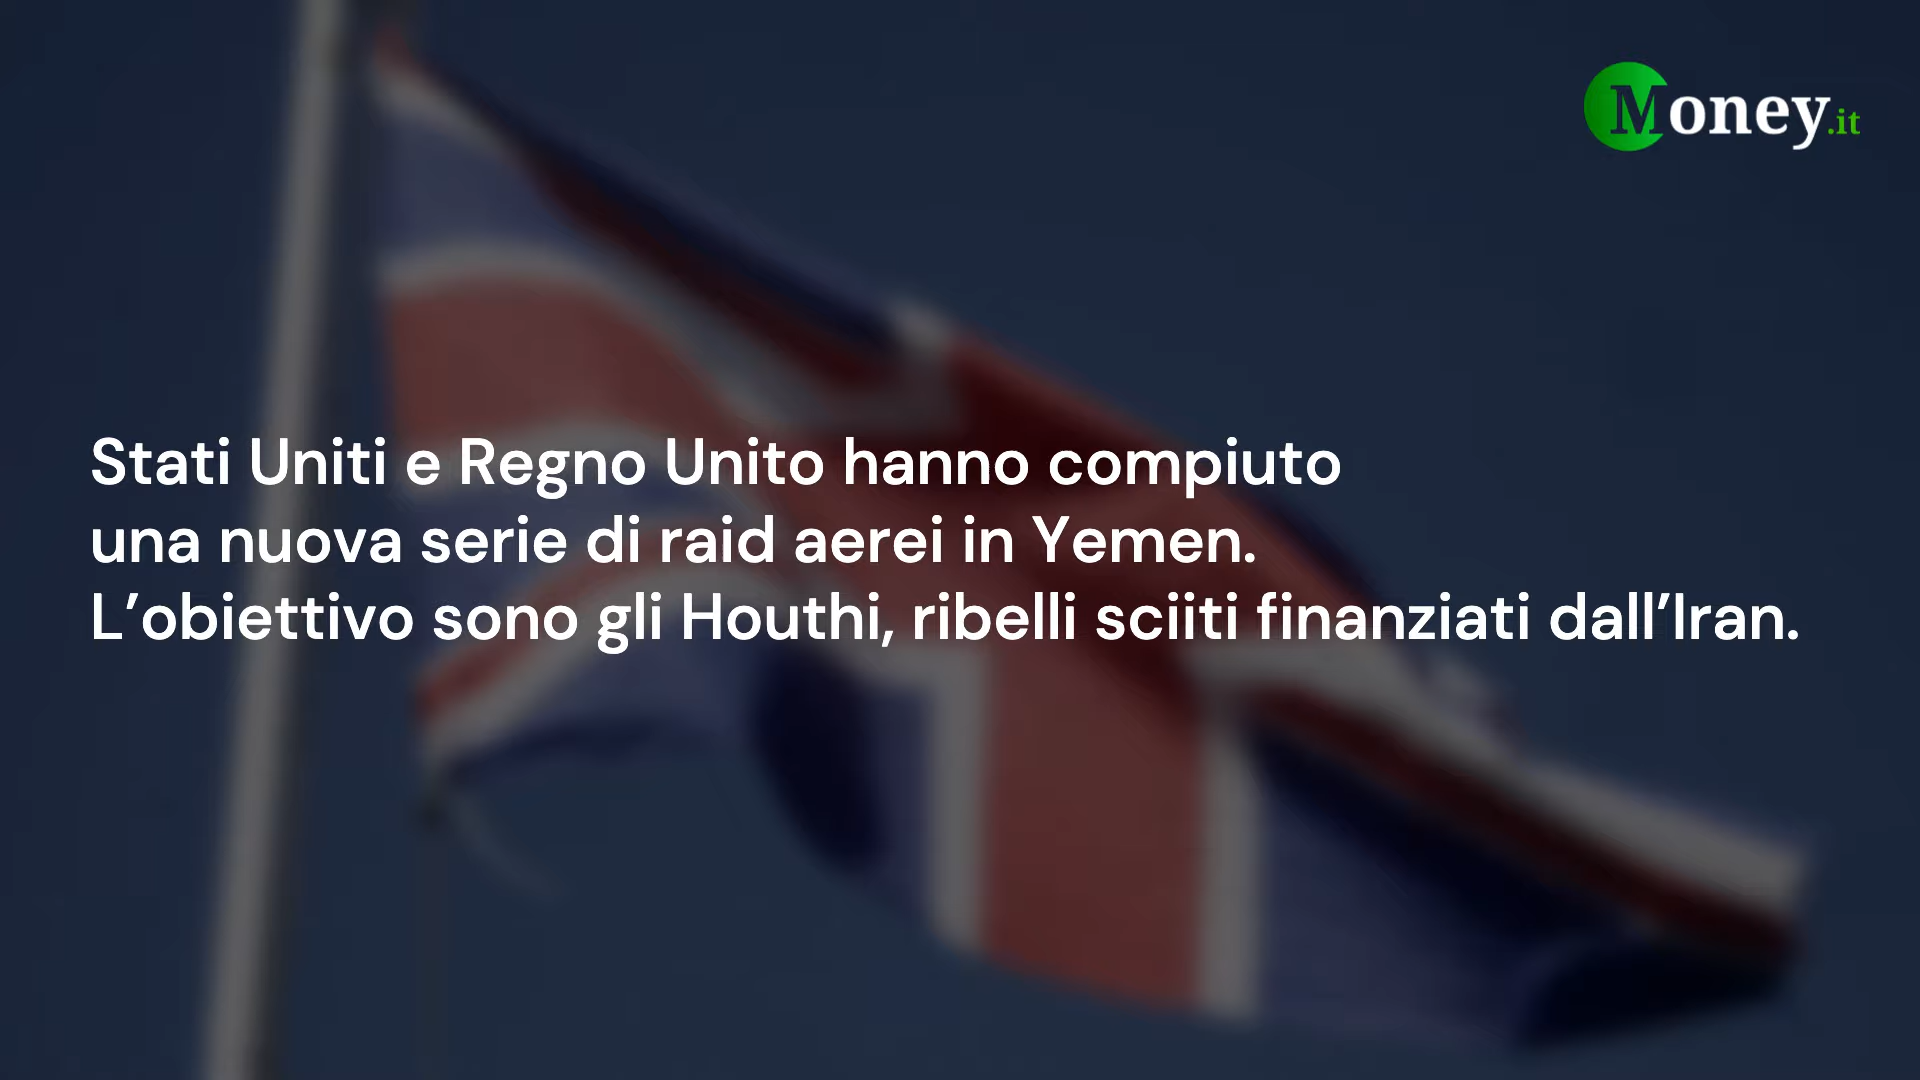 Money.it
Stati Uniti e Regno Unito hanno compiuto
una nuova serie di raid aerei in Yemen.
L’obiettivo sono gli Houthi, ribelli sciiti finanziati dall’Iran.